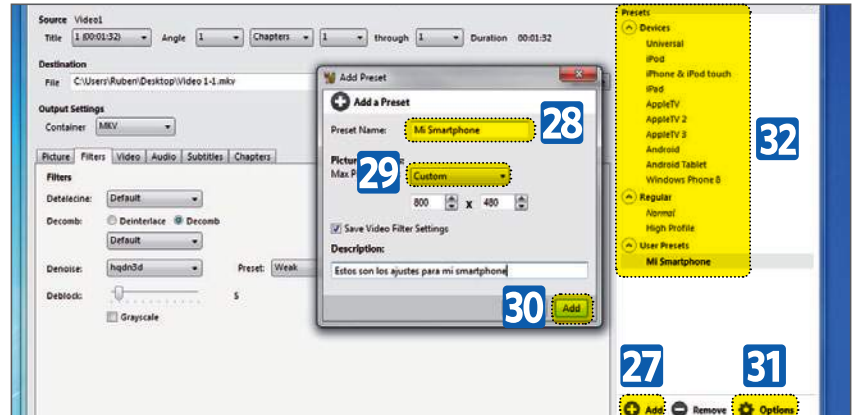 Source Video1
Title 1 (00:01:32) Angle 1 Chapters 1 through 1 Duration 00:01:32
Destination
File C:\Users\Ruben\Desktop\Video 1-1.mkv
Output Settings
Container MKV
Picture Filters Video Audio Subtitles Chapters
Filters
Detelecine: Default
Decomb: Deinterlace Decomb
Default
Denoise: hqdn3d Preset: Weak
Deblock: 5
Grayscale
Add Preset
Add a Preset
Preset Name: Mi Smartphone 28
29
Custom
800 x 480
Save Video Filter Settings
Description:
Estos son los ajustes para mi smartphone
30 Add
Presets
Devices
Universal
iPod
iPhone & iPod touch
iPad
AppleTV
AppleTV 2
AppleTV 3
Android
Android Tablet
Windows Phone 8
Regular
Normal
High Profile
User Presets
Mi Smartphone
32
27 31
Add Remove Options